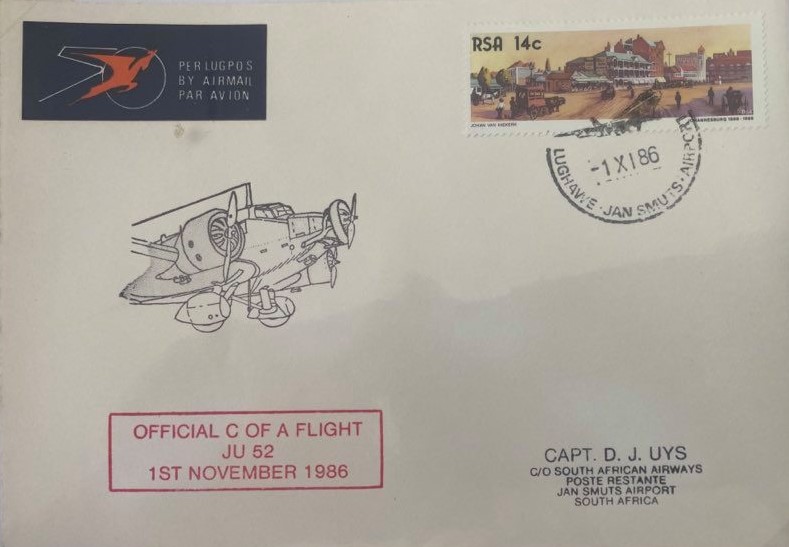 PER LUGPOS
BY AIRMAIL
PAR AVION
RSA 14c
JOHAN VAN HEERDEN
JOHANNESBURG 1886-1986
LUGHAWE · JAN SMUTS · AIRPORT
-1 XI 86
OFFICIAL C OF A FLIGHT
JU 52
1ST NOVEMBER 1986
CAPT. D. J. UYS
C/O SOUTH AFRICAN AIRWAYS
POSTE RESTANTE
JAN SMUTS AIRPORT
SOUTH AFRICA